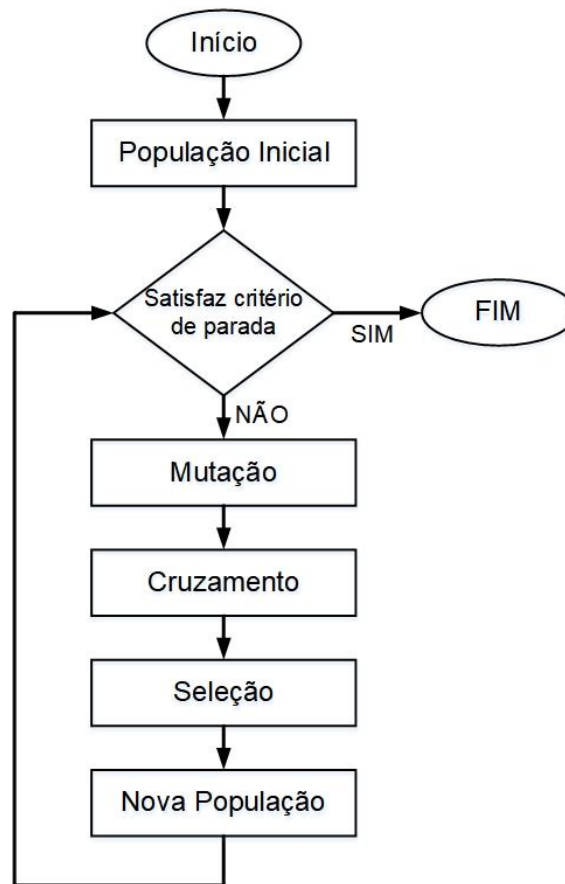 Início
População Inicial
Satisfaz critério
de parada
SIM
FIM
NÃO
Mutação
Cruzamento
Seleção
Nova População